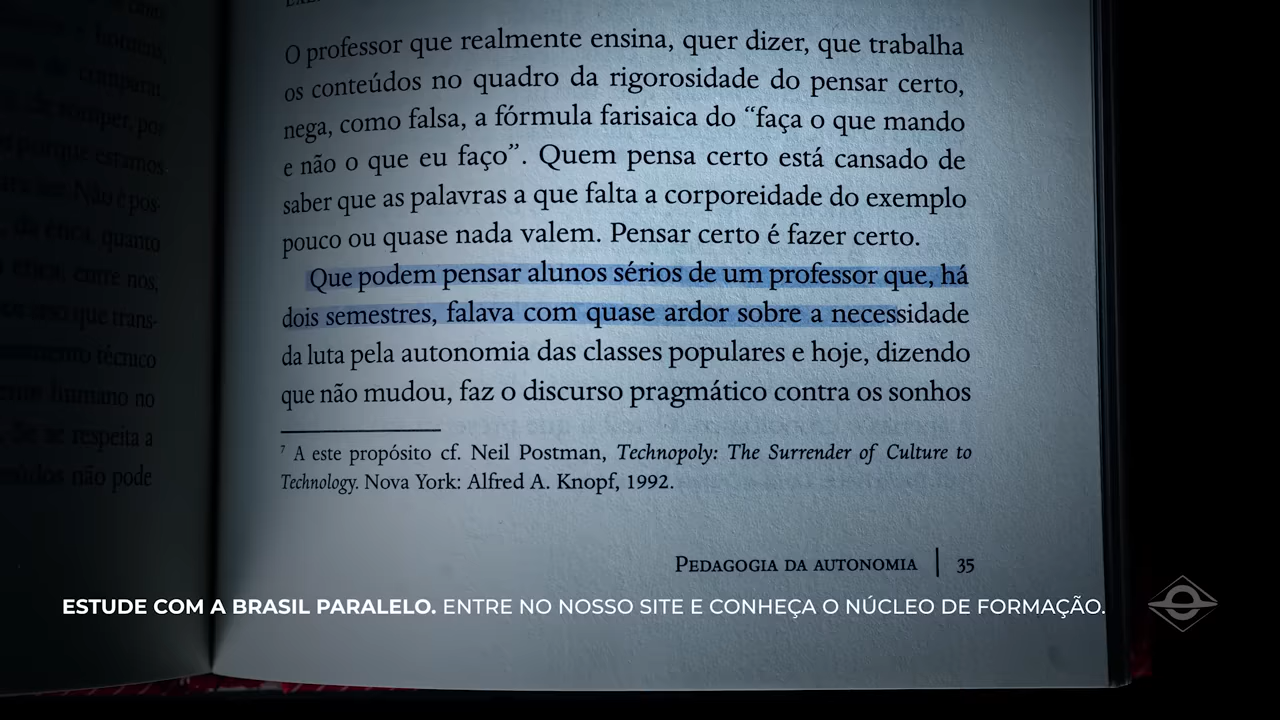 O professor que realmente ensina, quer dizer, que trabalha
os conteúdos no quadro da rigorosidade do pensar certo,
nega, como falsa, a fórmula farisaica do “faça o que mando
e não o que eu faço”. Quem pensa certo está cansado de
saber que as palavras a que falta a corporeidade do exemplo
pouco ou quase nada valem. Pensar certo é fazer certo.
Que podem pensar alunos sérios de um professor que, há
dois semestres, falava com quase ardor sobre a necessidade
da luta pela autonomia das classes populares e hoje, dizendo
que não mudou, faz o discurso pragmático contra os sonhos
⁷ A este propósito cf. Neil Postman, Technopoly: The Surrender of Culture to
Technology. Nova York: Alfred A. Knopf, 1992.
PEDAGOGIA DA AUTONOMIA | 35
ESTUDE COM A BRASIL PARALELO. ENTRE NO NOSSO SITE E CONHEÇA O NÚCLEO DE FORMAÇÃO.